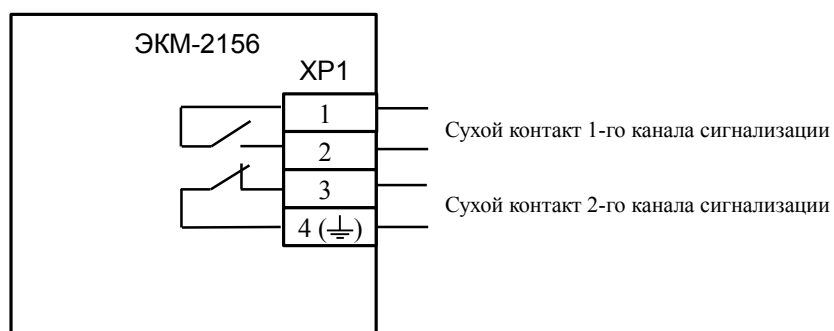 ЭКМ-2156
XP1
1
Сухой контакт 1-го канала сигнализации
2
3
Сухой контакт 2-го канала сигнализации
4 (⏚)